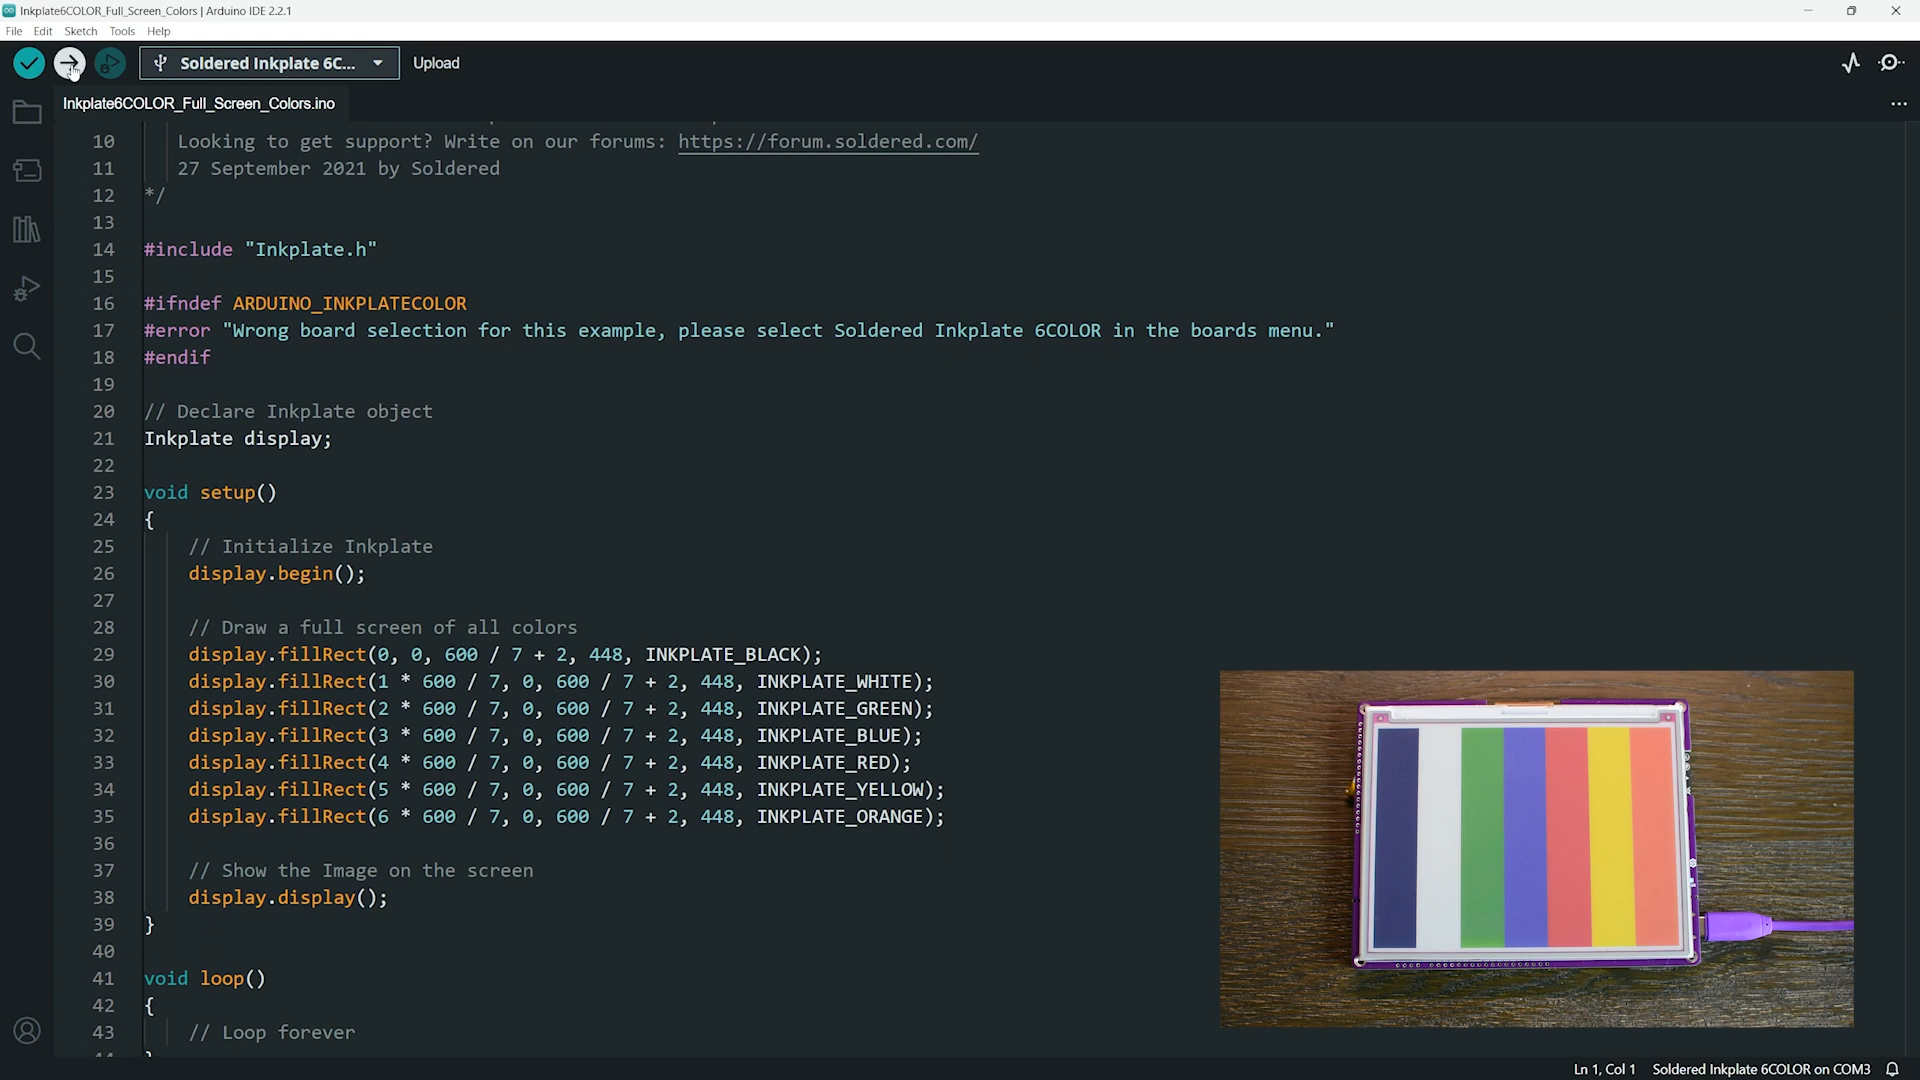 Inkplate6COLOR_Full_Screen_Colors | Arduino IDE 2.2.1
File Edit Sketch Tools Help
Soldered Inkplate 6C... Upload
Inkplate6COLOR_Full_Screen_Colors.ino
10 Looking to get support? Write on our forums: https://forum.soldered.com/
11 27 September 2021 by Soldered
12 */
13
14 #include "Inkplate.h"
15
16 #ifndef ARDUINO_INKPLATECOLOR
17 #error "Wrong board selection for this example, please select Soldered Inkplate 6COLOR in the boards menu."
18 #endif
19
20 // Declare Inkplate object
21 Inkplate display;
22
23 void setup()
24 {
25 // Initialize Inkplate
26 display.begin();
27
28 // Draw a full screen of all colors
29 display.fillRect(0, 0, 600 / 7 + 2, 448, INKPLATE_BLACK);
30 display.fillRect(1 * 600 / 7, 0, 600 / 7 + 2, 448, INKPLATE_WHITE);
31 display.fillRect(2 * 600 / 7, 0, 600 / 7 + 2, 448, INKPLATE_GREEN);
32 display.fillRect(3 * 600 / 7, 0, 600 / 7 + 2, 448, INKPLATE_BLUE);
33 display.fillRect(4 * 600 / 7, 0, 600 / 7 + 2, 448, INKPLATE_RED);
34 display.fillRect(5 * 600 / 7, 0, 600 / 7 + 2, 448, INKPLATE_YELLOW);
35 display.fillRect(6 * 600 / 7, 0, 600 / 7 + 2, 448, INKPLATE_ORANGE);
36
37 // Show the Image on the screen
38 display.display();
39 }
40
41 void loop()
42 {
43 // Loop forever
Ln 1, Col 1 Soldered Inkplate 6COLOR on COM3